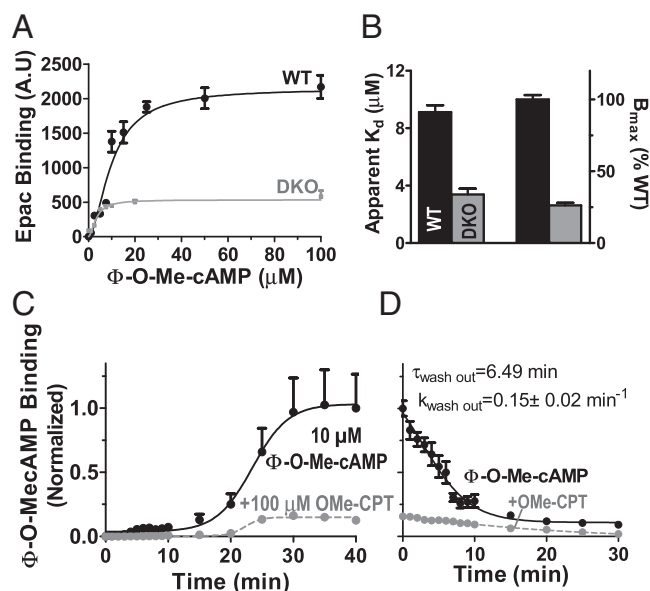 A
Epac Binding (A.U)
2500
2000
1500
1000
500
0
WT
DKO
0 20 40 60 80 100
Φ-O-Me-cAMP (μM)
B
Apparent Kd (μM)
12
8
4
0
WT
DKO
100
50
0
Bmax (% WT)
C
Φ-O-MecAMP Binding
(Normalized)
1.0
0.5
0.0
10 μM
Φ-O-Me-cAMP
+100 μM OMe-CPT
0 10 20 30 40
Time (min)
D
τwash out=6.49 min
kwash out=0.15± 0.02 min-1
Φ-O-Me-cAMP
+OMe-CPT
0 10 20 30
Time (min)